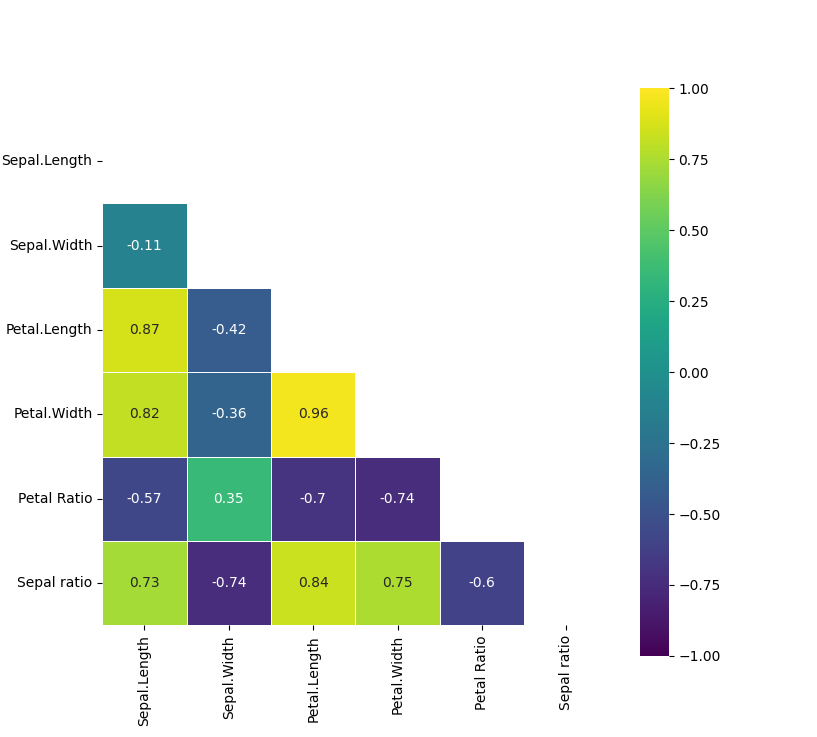 1.00
Sepal.Length
0.75
Sepal.Width -0.11
0.50
0.25
Petal.Length 0.87 -0.42
0.00
Petal.Width 0.82 -0.36 0.96
−0.25
Petal Ratio -0.57 0.35 -0.7 -0.74
−0.50
Sepal ratio 0.73 -0.74 0.84 0.75 -0.6
−0.75
−1.00
Sepal.Length
Sepal.Width
Petal.Length
Petal.Width
Petal Ratio
Sepal ratio